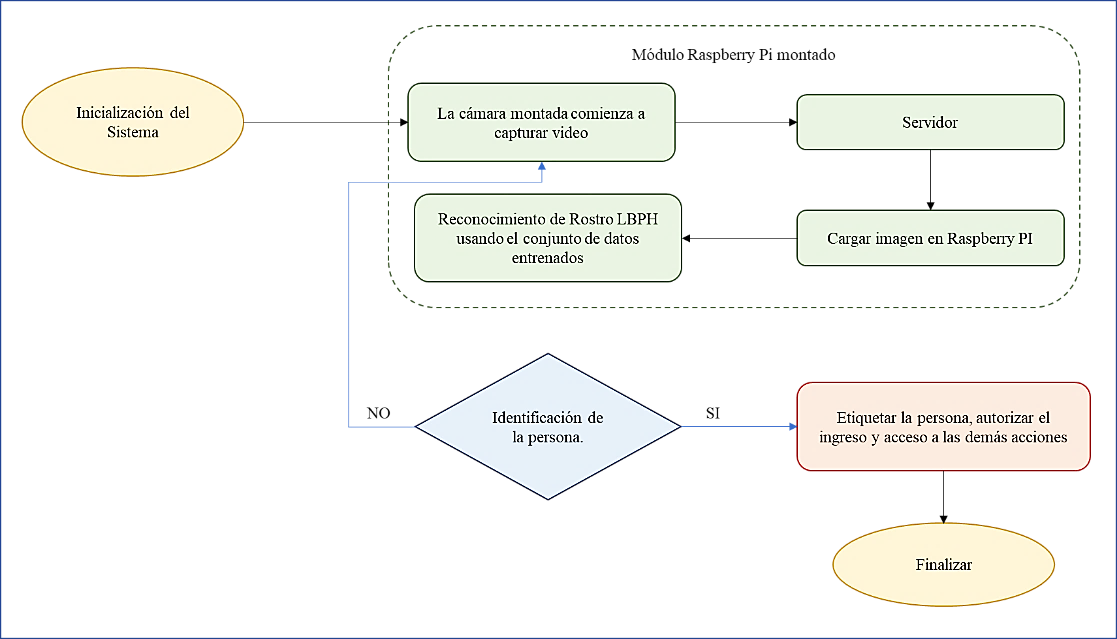 Módulo Raspberry Pi montado
Inicialización del
Sistema
La cámara montada comienza a
capturar video
Servidor
Cargar imagen en Raspberry PI
Reconocimiento de Rostro LBPH
usando el conjunto de datos
entrenados
Identificación de
la persona.
NO
SI
Etiquetar la persona, autorizar el
ingreso y acceso a las demás acciones
Finalizar